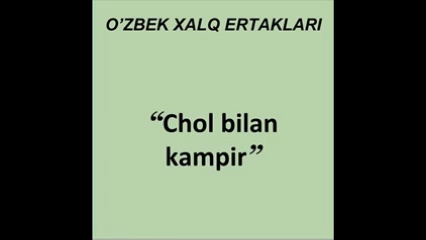 O’ZBEK XALQ ERTAKLARI
“Chol bilan
kampir”